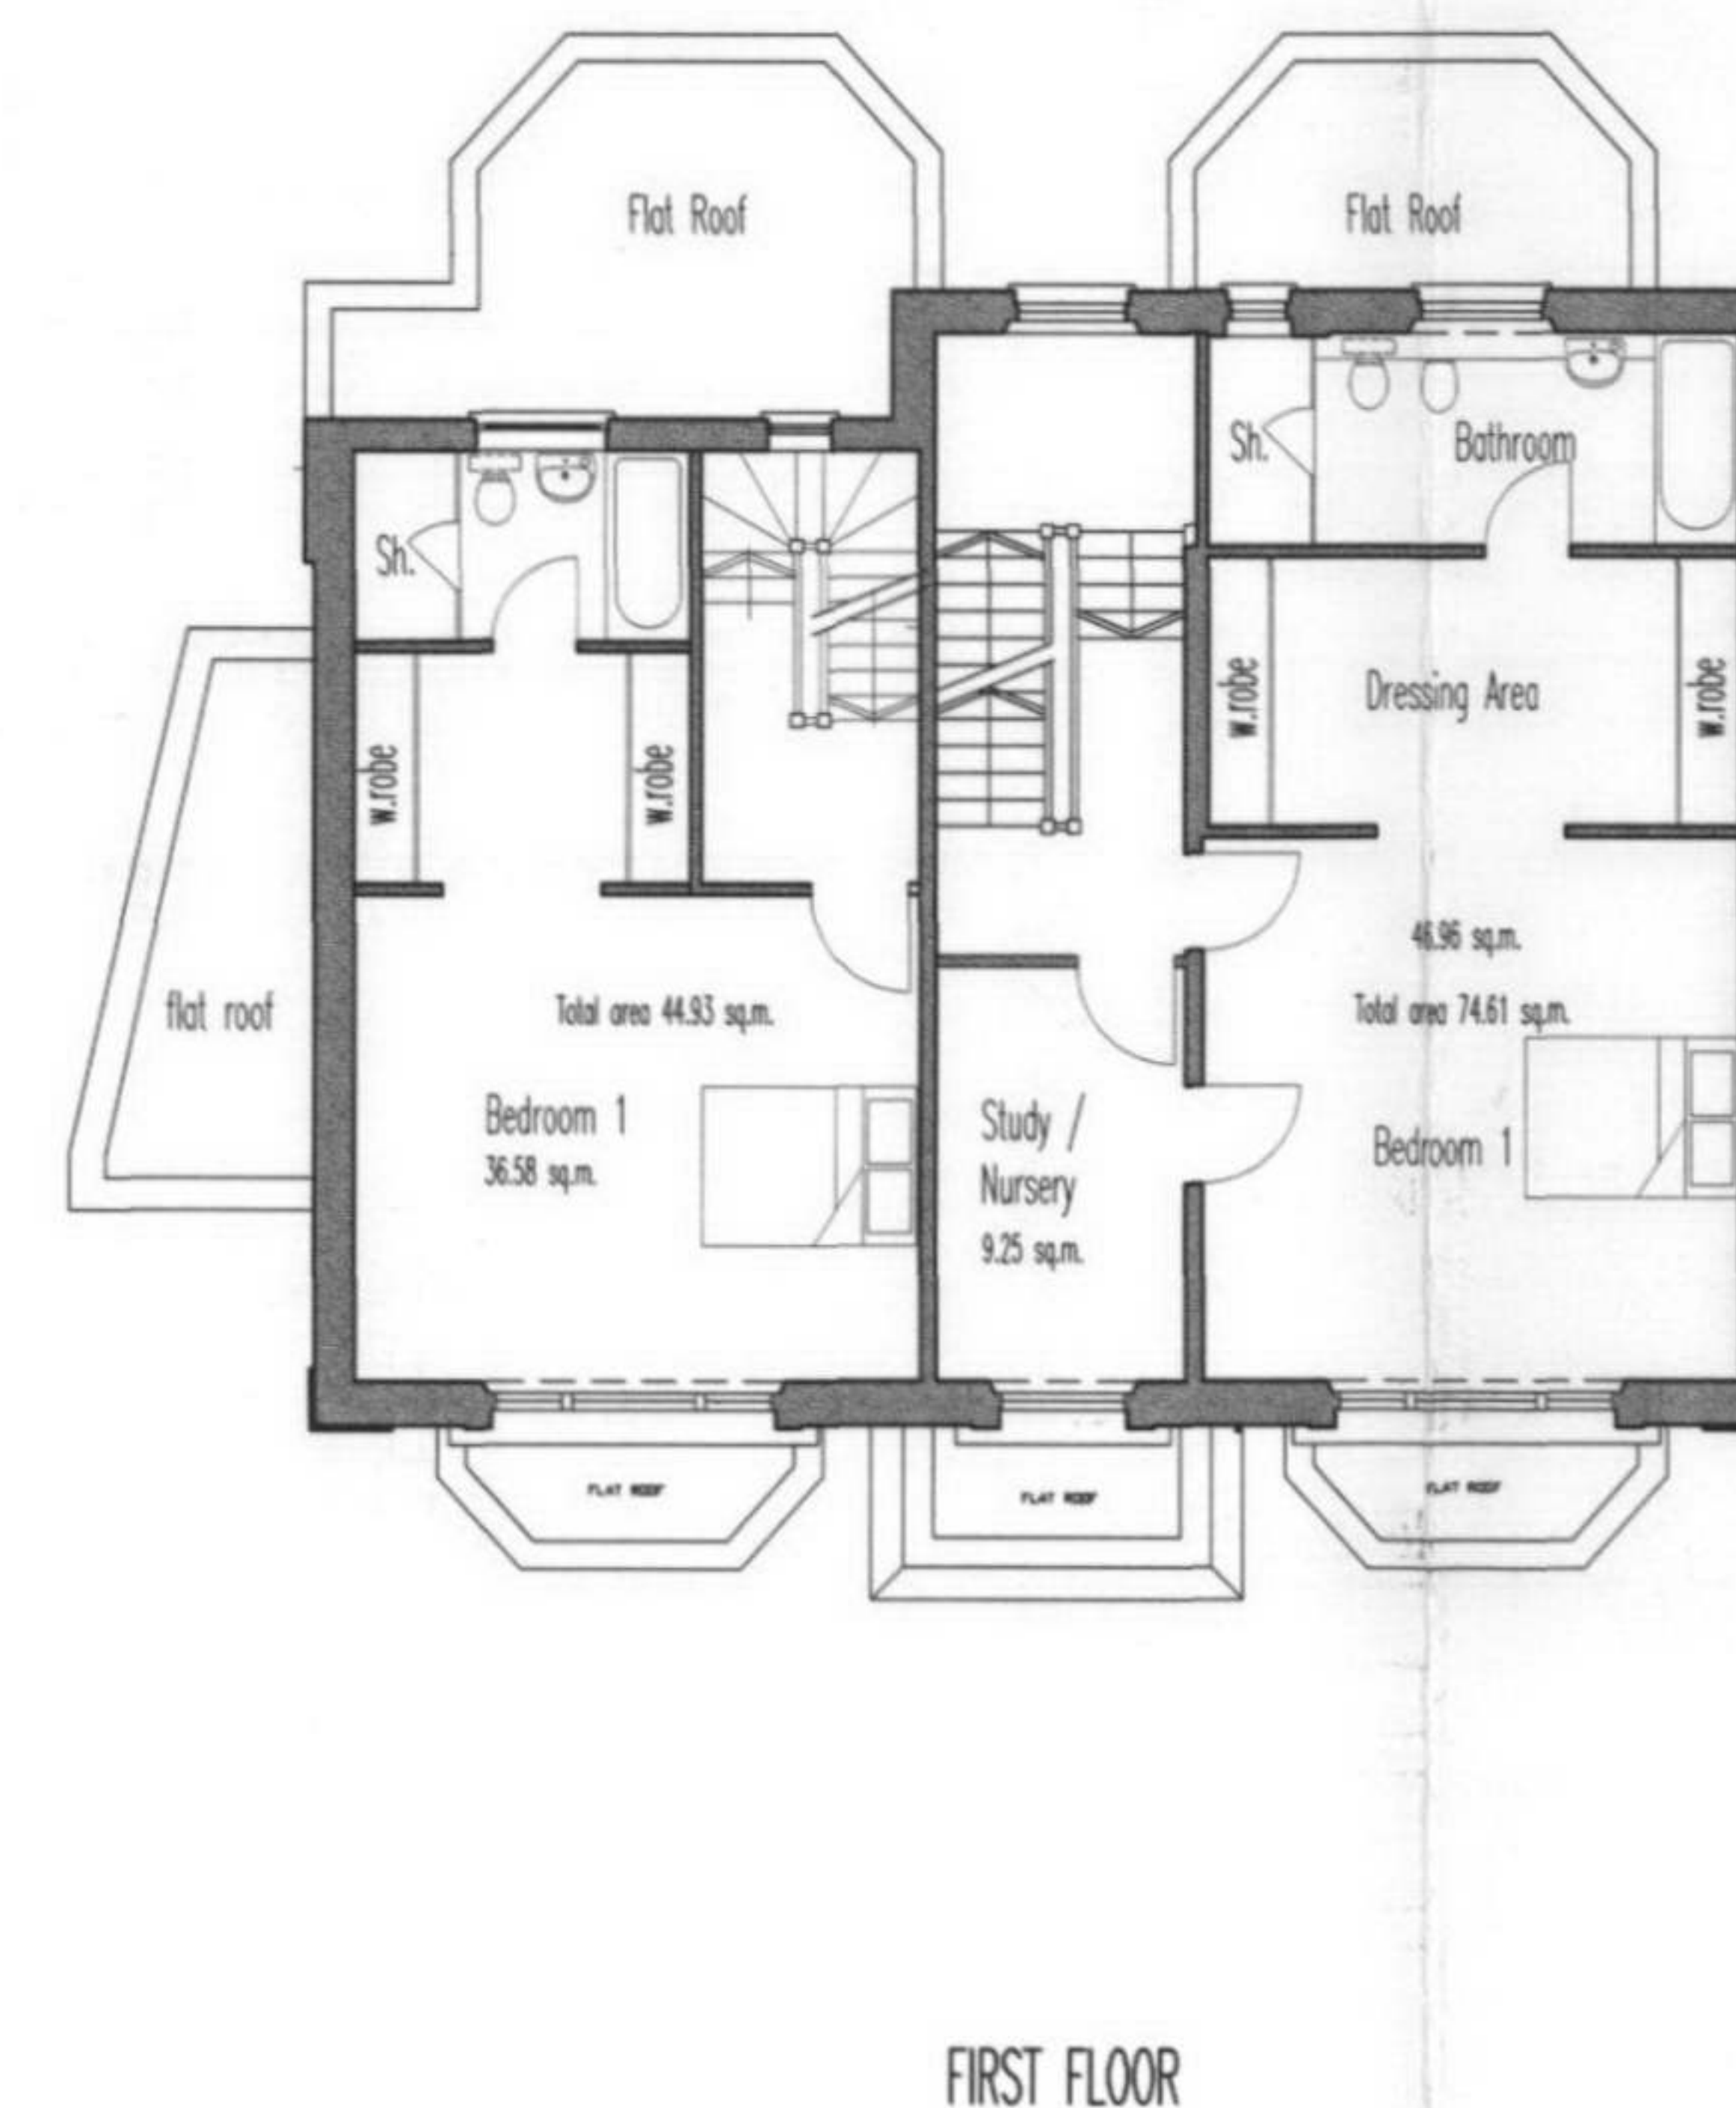 Flat Roof
Flat Roof
Sh.
Bathroom
Sh.
w.robe
Dressing Area
w.robe
w.robe
w.robe
46.96 sq.m.
flat roof
Total area 44.93 sq.m.
Total area 74.61 sq.m.
Bedroom 1
36.58 sq.m.
Study /
Nursery
9.25 sq.m.
Bedroom 1
FLAT ROOF
FLAT ROOF
FLAT ROOF
FIRST FLOOR